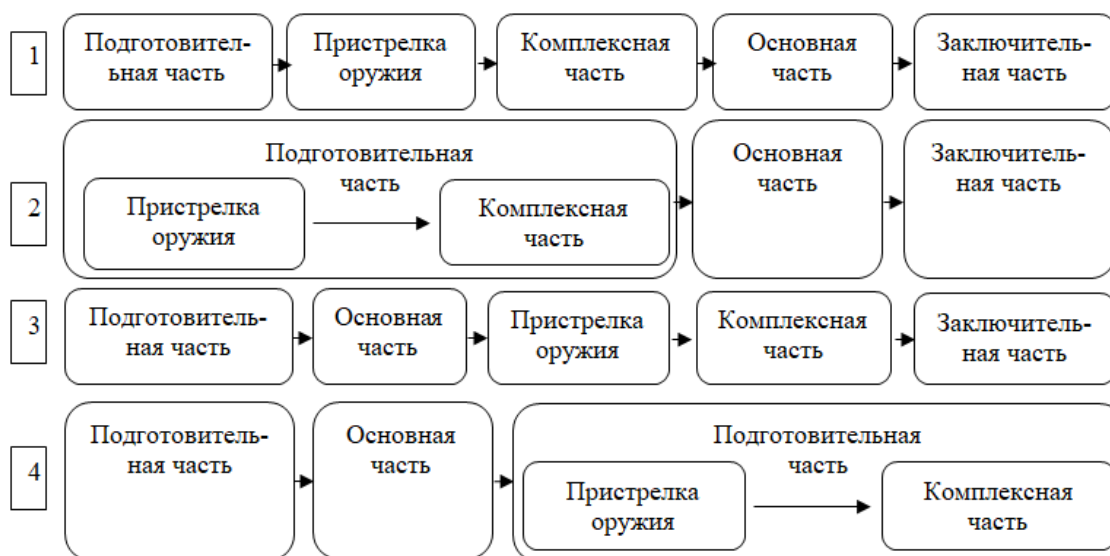 1
Подготовител-
ьная часть
Пристрелка
оружия
Комплексная
часть
Основная
часть
Заключитель-
ная часть
2
Подготовительная
часть
Пристрелка
оружия
Комплексная
часть
Основная
часть
Заключитель-
ная часть
3
Подготовитель-
ная часть
Основная
часть
Пристрелка
оружия
Комплексная
часть
Заключитель-
ная часть
4
Подготовитель-
ная часть
Основная
часть
Подготовительная
часть
Пристрелка
оружия
Комплексная
часть